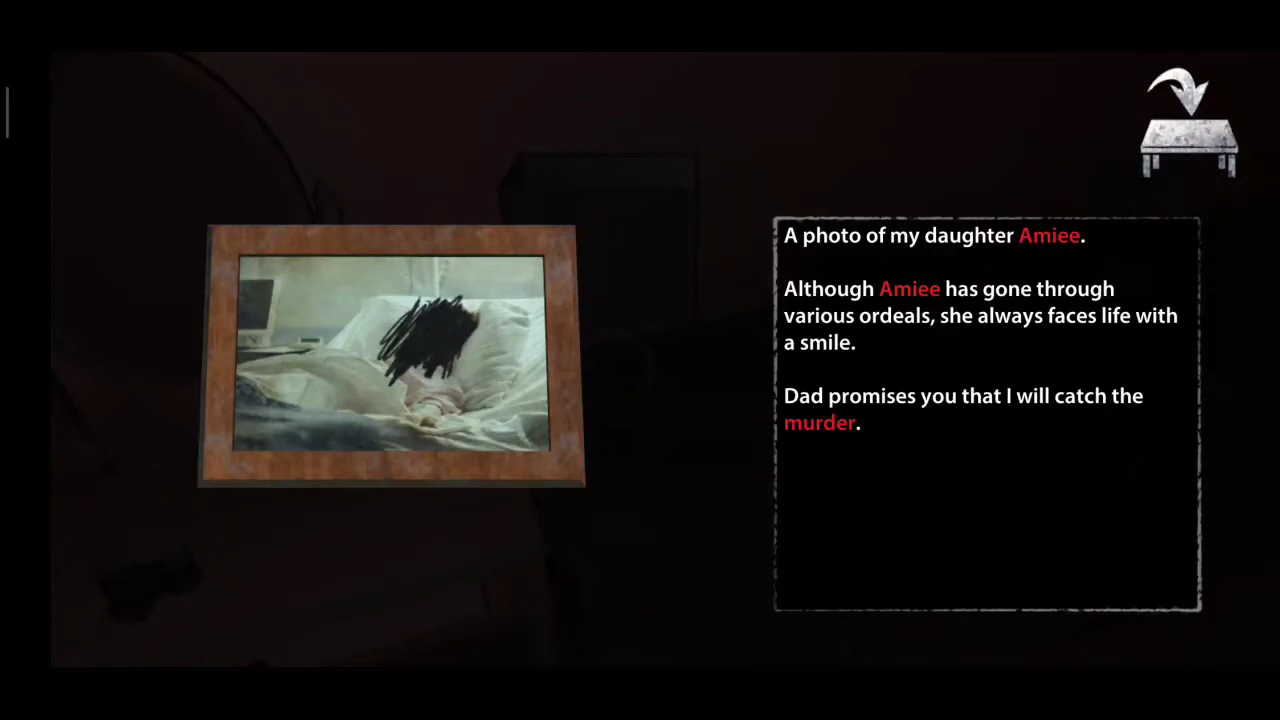 A photo of my daughter Amiee.
Although Amiee has gone through
various ordeals, she always faces life with
a smile.
Dad promises you that I will catch the
murder.